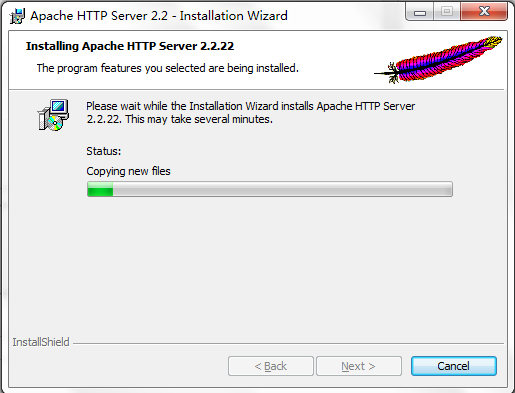 Apache HTTP Server 2.2 - Installation Wizard
Installing Apache HTTP Server 2.2.22
The program features you selected are being installed.
Please wait while the Installation Wizard installs Apache HTTP Server
2.2.22. This may take several minutes.
Status:
Copying new files
InstallShield
< Back
Next >
Cancel